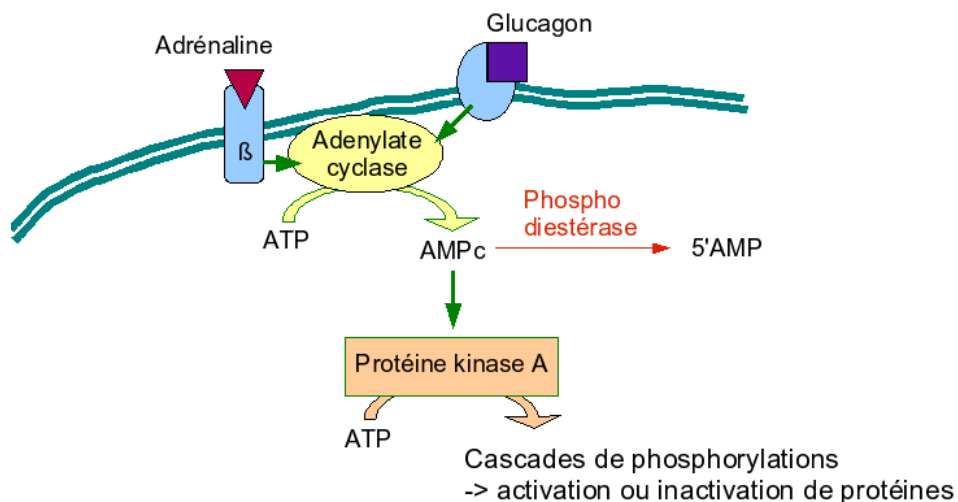 Glucagon
Adrénaline
ß
Adenylate
cyclase
ATP
AMPc
Phospho
diestérase
5'AMP
Protéine kinase A
ATP
Cascades de phosphorylations
-> activation ou inactivation de protéines